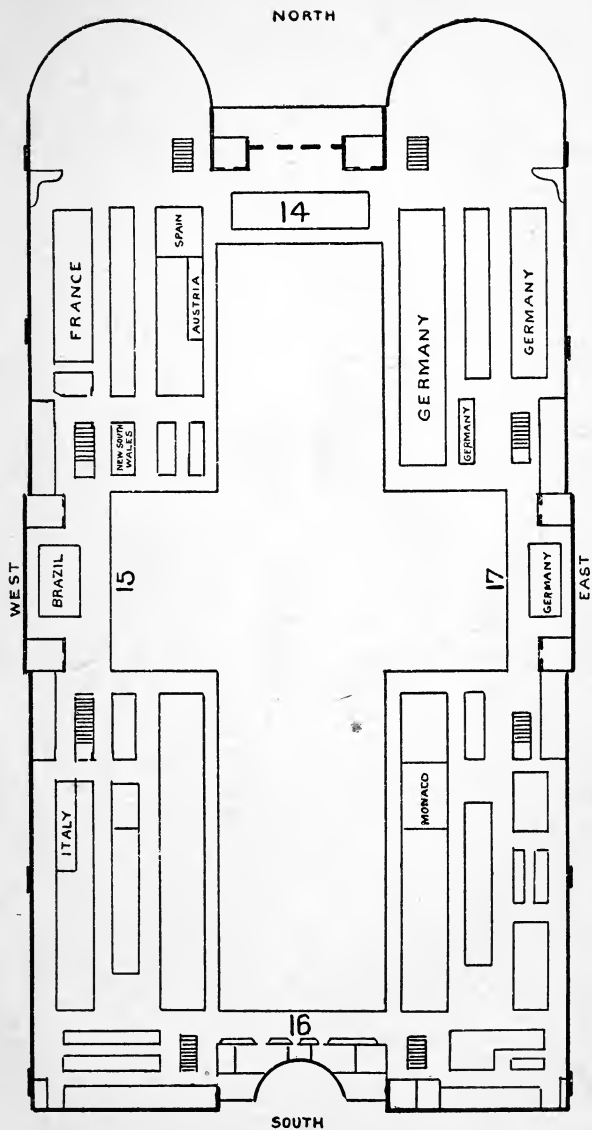 NORTH
14
SPAIN
FRANCE
AUSTRIA
GERMANY
GERMANY
NEW SOUTH
WALES
GERMANY
WEST
BRAZIL
15
17
GERMANY
EAST
ITALY
MONACO
16
SOUTH